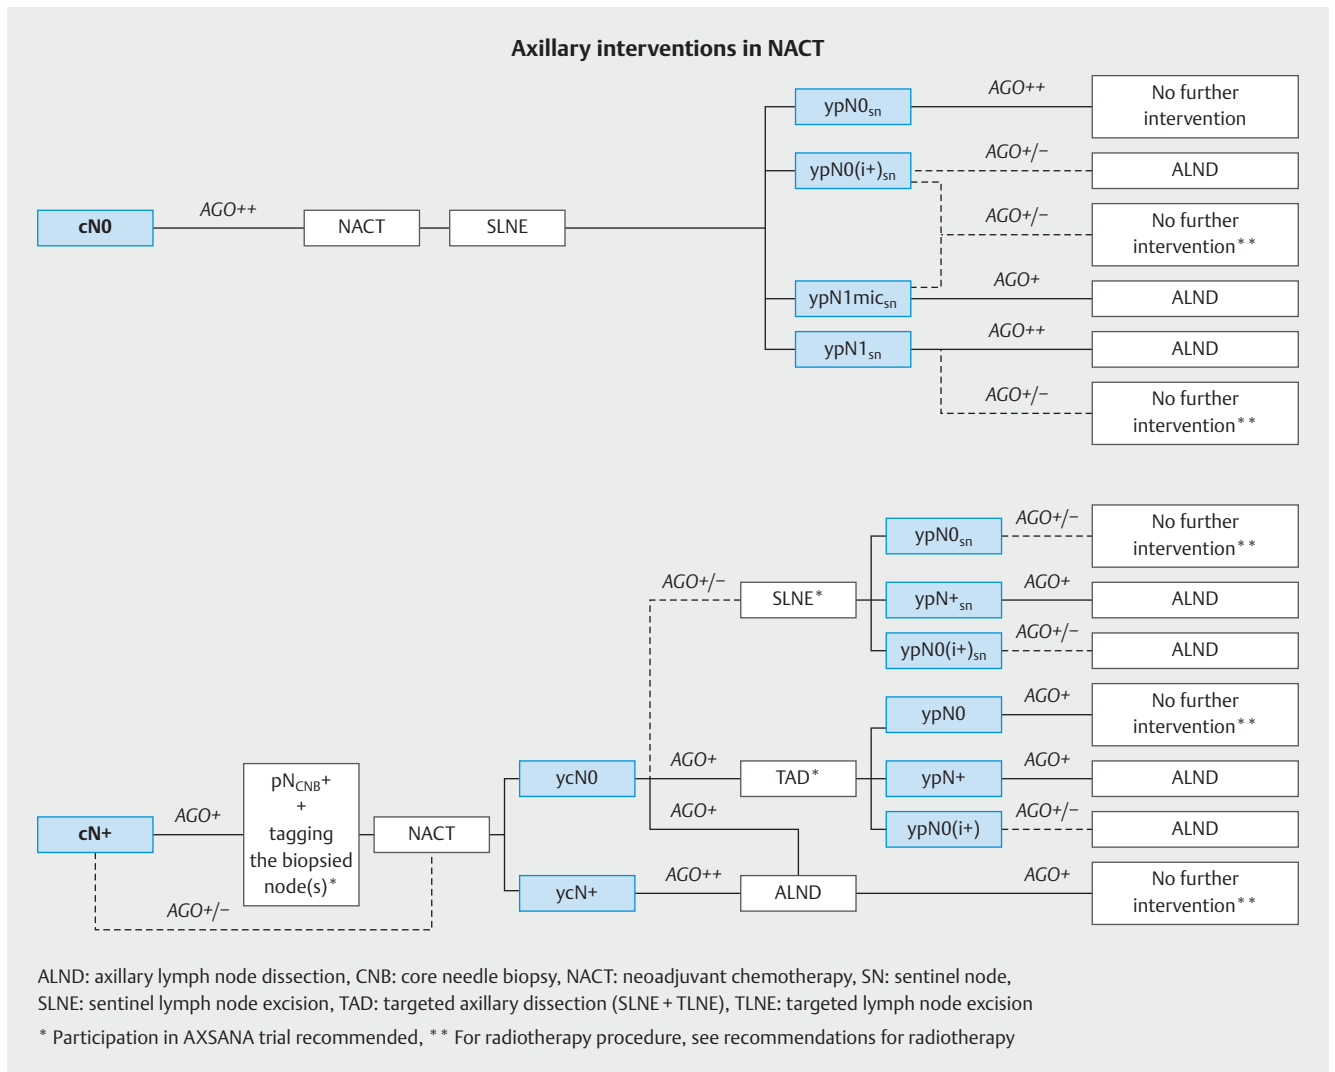 Axillary interventions in NACT
cN0
AGO++
NACT
SLNE
ypN0sn
AGO++
No further
intervention
ypN0(i+)sn
AGO+/−
ALND
AGO+/−
No further
intervention**
ypN1micsn
AGO+
ALND
ypN1sn
AGO++
ALND
AGO+/−
No further
intervention**
cN+
AGO+
AGO+/−
pNCNB+
+
tagging
the biopsied
node(s)*
NACT
ycN0
AGO+/−
SLNE*
ypN0sn
AGO+/−
No further
intervention**
ypN+sn
AGO+
ALND
ypN0(i+)sn
AGO+/−
ALND
AGO+
TAD*
ypN0
AGO+
No further
intervention**
ypN+
AGO+
ALND
ypN0(i+)
AGO+/−
ALND
AGO+
ycN+
AGO++
ALND
AGO+
No further
intervention**
ALND: axillary lymph node dissection, CNB: core needle biopsy, NACT: neoadjuvant chemotherapy, SN: sentinel node,
SLNE: sentinel lymph node excision, TAD: targeted axillary dissection (SLNE + TLNE), TLNE: targeted lymph node excision
* Participation in AXSANA trial recommended, ** For radiotherapy procedure, see recommendations for radiotherapy